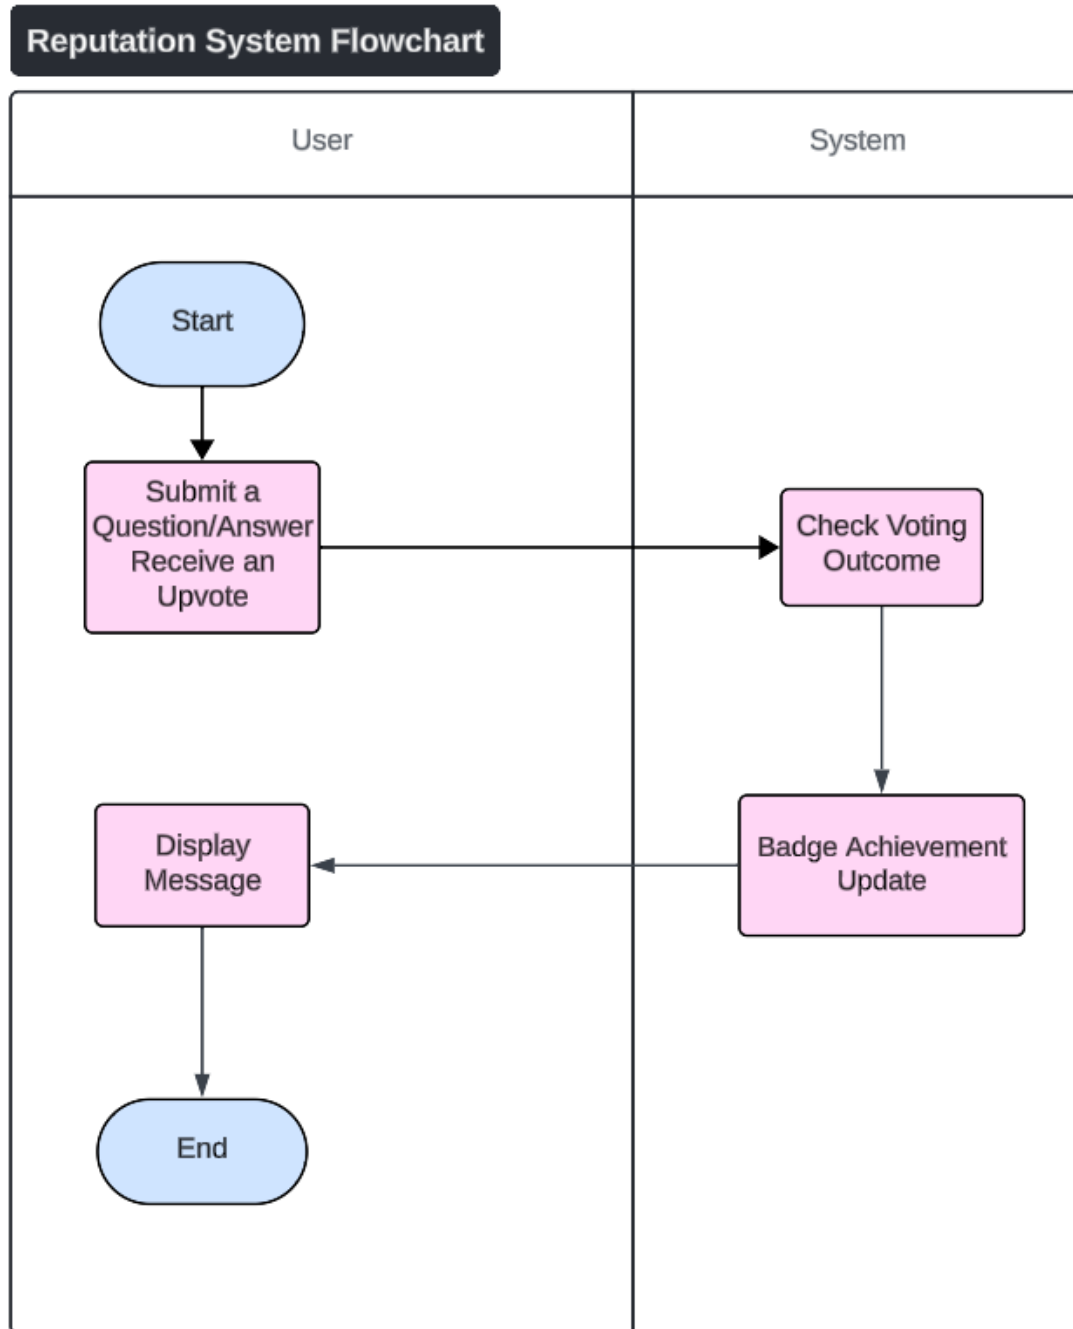 Reputation System Flowchart
User
System
Start
Submit a
Question/Answer
Receive an
Upvote
Check Voting
Outcome
Display
Message
Badge Achievement
Update
End